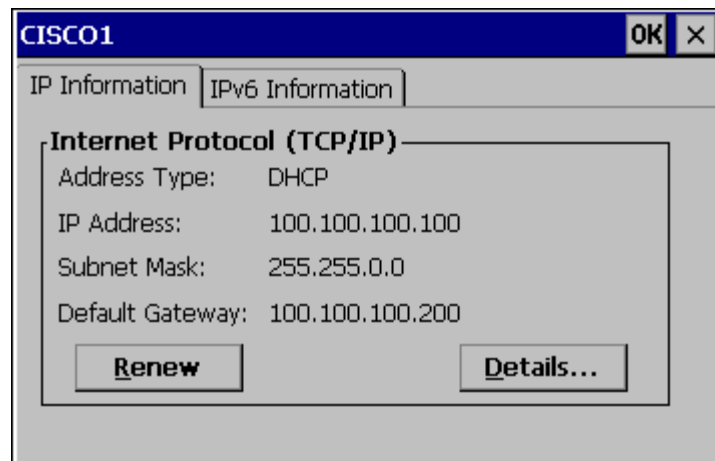 CISCO1 OK ×
IP Information IPv6 Information
Internet Protocol (TCP/IP)
Address Type: DHCP
IP Address: 100.100.100.100
Subnet Mask: 255.255.0.0
Default Gateway: 100.100.100.200
Renew Details...